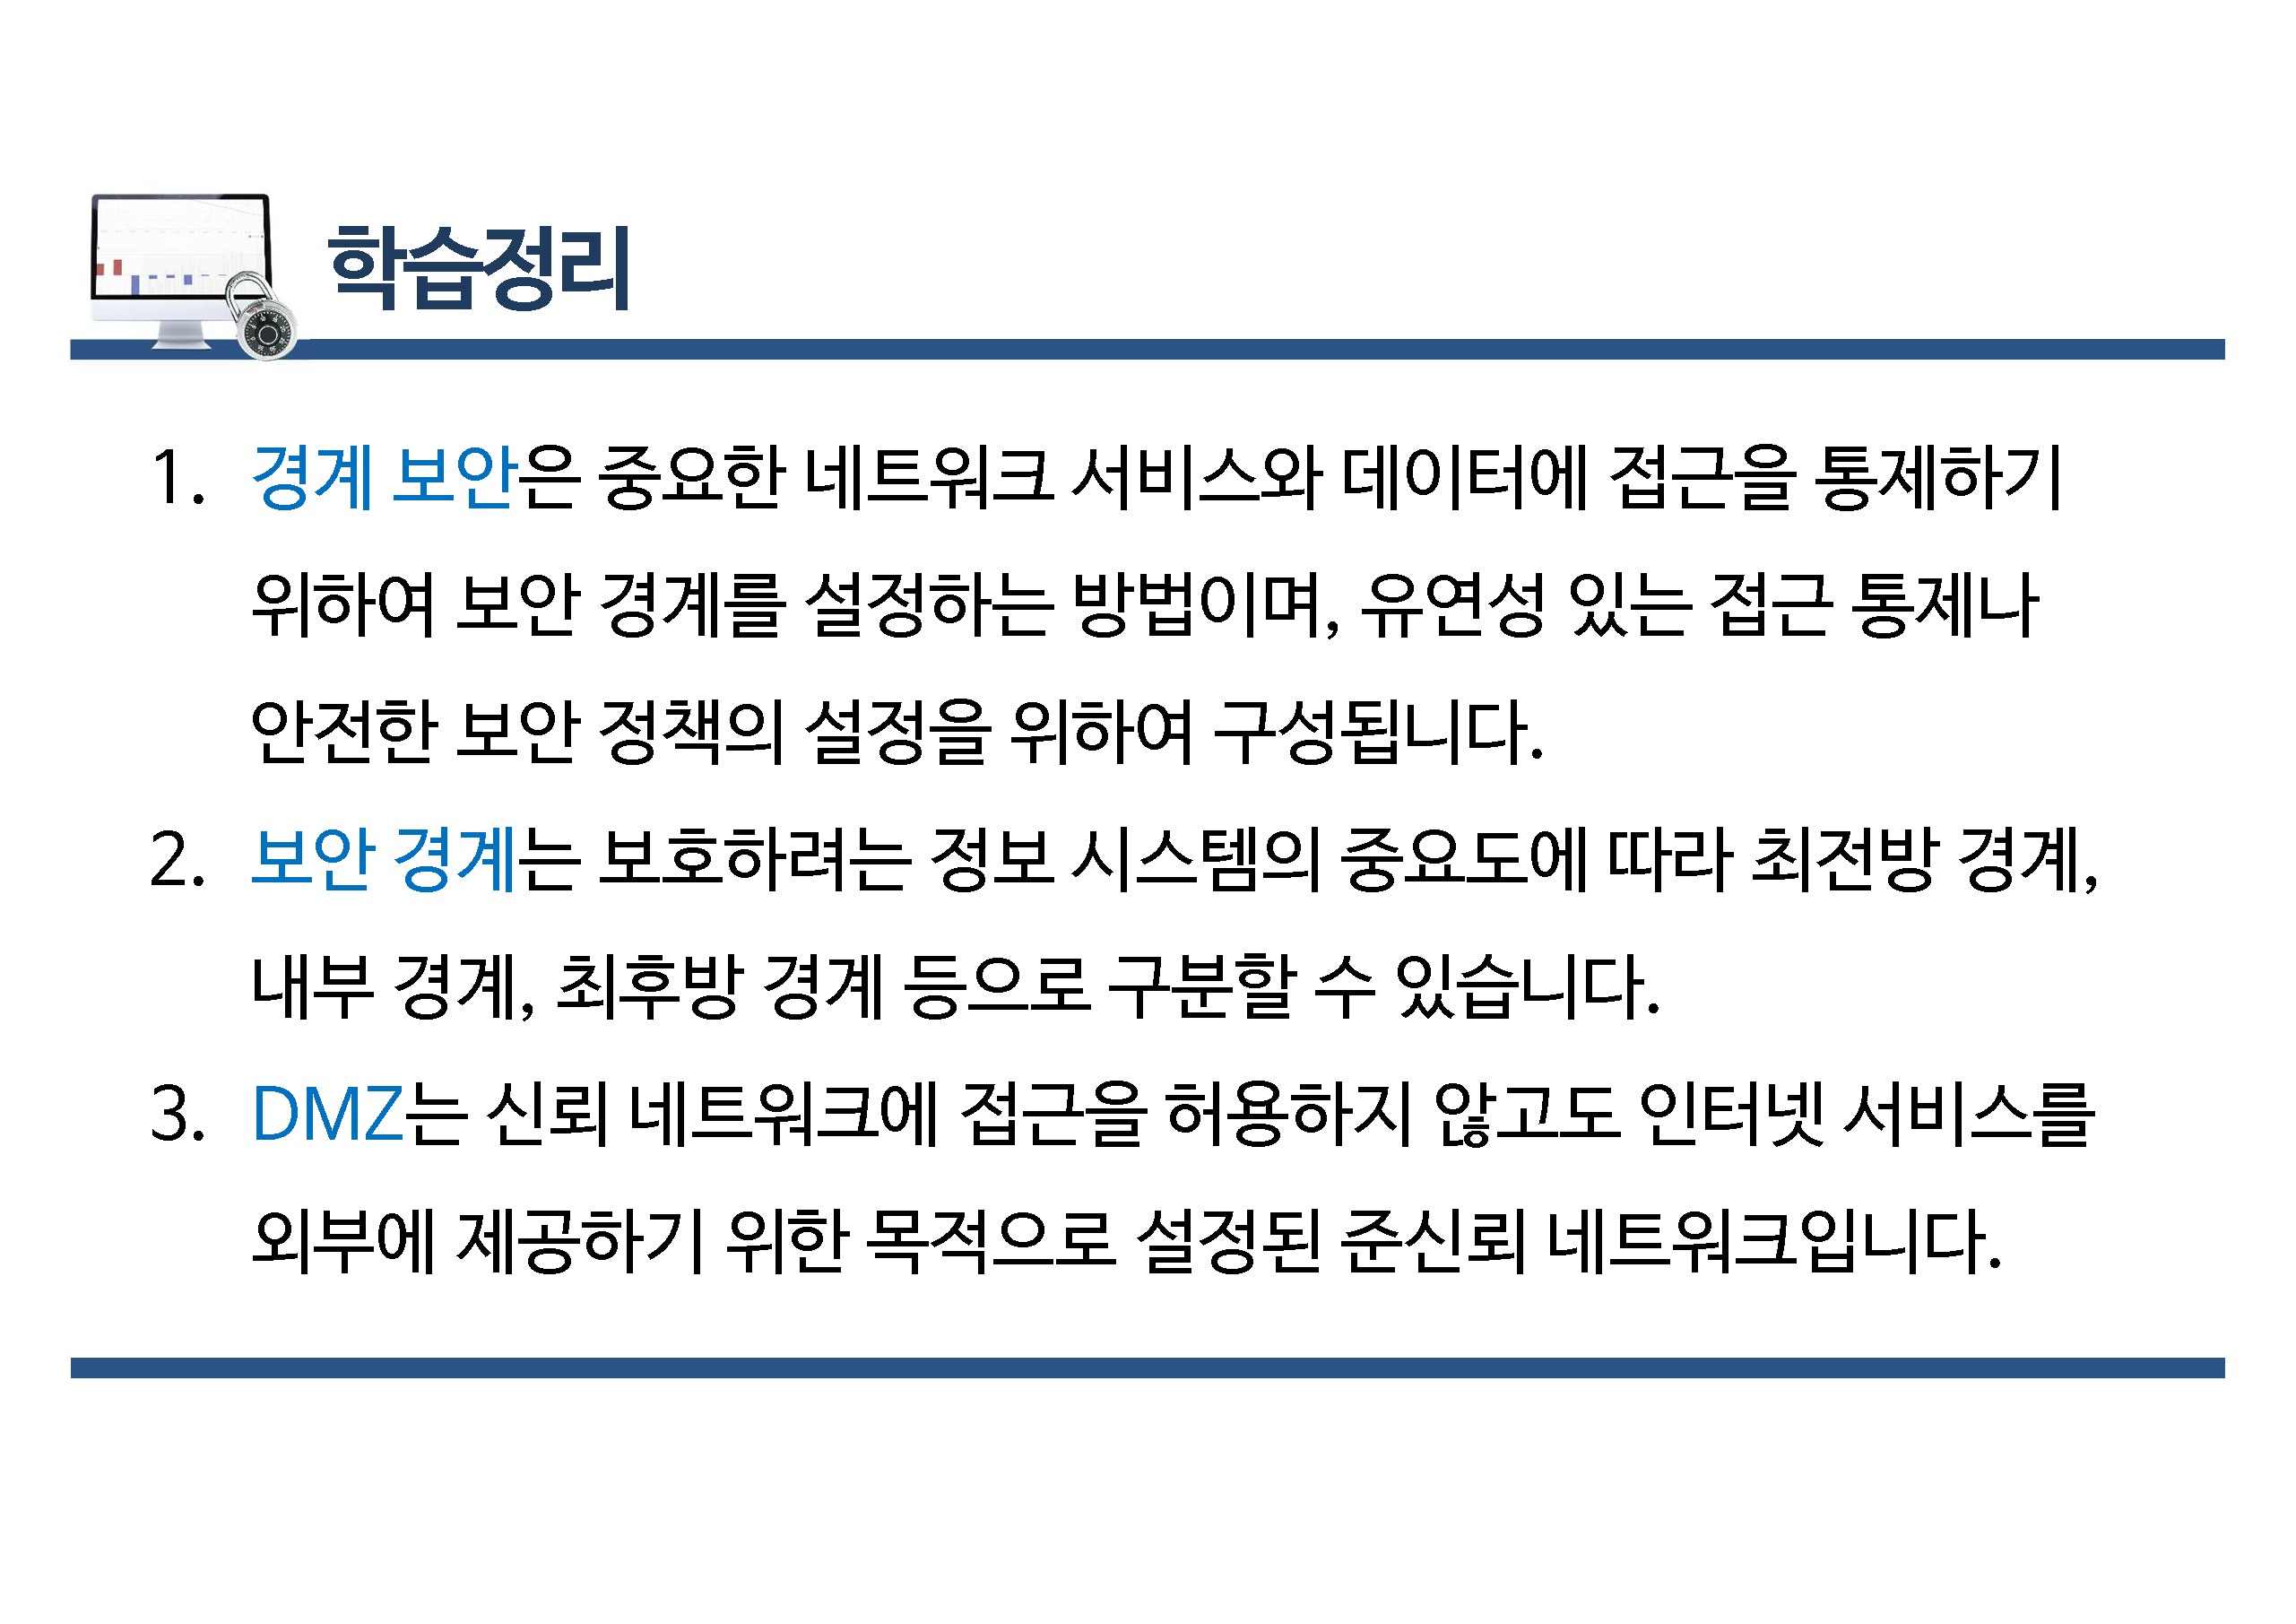 학습정리
1. 경계 보안은 중요한 네트워크 서비스와 데이터에 접근을 통제하기
위하여 보안 경계를 설정하는 방법이며, 유연성 있는 접근 통제나
안전한 보안 정책의 설정을 위하여 구성됩니다.
2. 보안 경계는 보호하려는 정보 시스템의 중요도에 따라 최전방 경계,
내부 경계, 최후방 경계 등으로 구분할 수 있습니다.
3. DMZ는 신뢰 네트워크에 접근을 허용하지 않고도 인터넷 서비스를
외부에 제공하기 위한 목적으로 설정된 준신뢰 네트워크입니다.